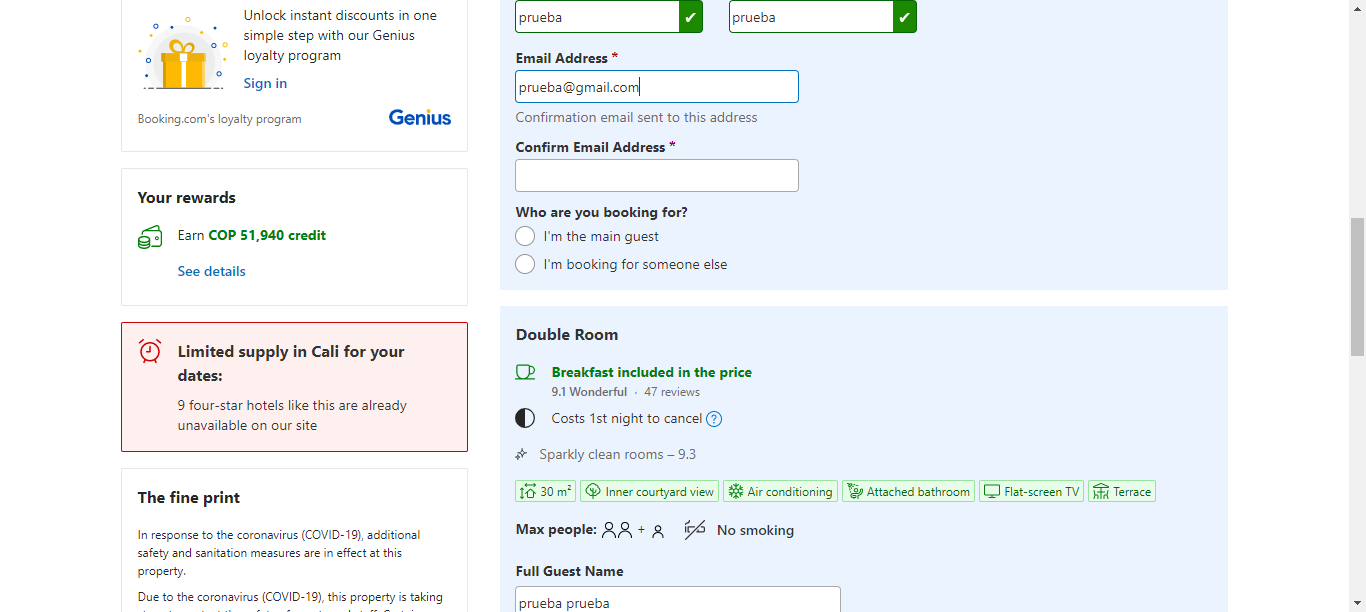 Unlock instant discounts in one
simple step with our Genius
loyalty program
Sign in
Booking.com's loyalty program
Genius
Your rewards
Earn COP 51,940 credit
See details
Limited supply in Cali for your
dates:
9 four-star hotels like this are already
unavailable on our site
The fine print
In response to the coronavirus (COVID-19), additional
safety and sanitation measures are in effect at this
property.
Due to the coronavirus (COVID-19), this property is taking
prueba
prueba
Email Address *
prueba@gmail.com
Confirmation email sent to this address
Confirm Email Address *
Who are you booking for?
I'm the main guest
I'm booking for someone else
Double Room
Breakfast included in the price
9.1 Wonderful · 47 reviews
Costs 1st night to cancel ?
Sparkly clean rooms – 9.3
30 m²
Inner courtyard view
Air conditioning
Attached bathroom
Flat-screen TV
Terrace
Max people: + No smoking
Full Guest Name
prueba prueba